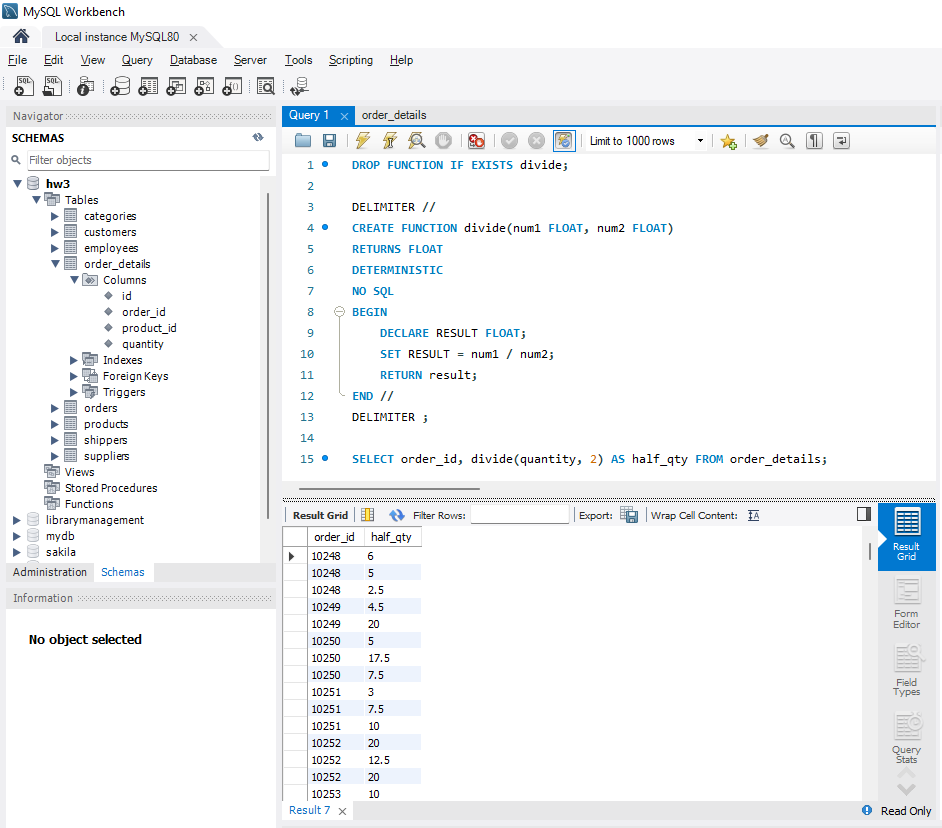 MySQL Workbench
Local instance MySQL80
File Edit View Query Database Server Tools Scripting Help
Navigator
SCHEMAS
Filter objects
hw3
Tables
categories
customers
employees
order_details
Columns
id
order_id
product_id
quantity
Indexes
Foreign Keys
Triggers
orders
products
shippers
suppliers
Views
Stored Procedures
Functions
librarymanagement
mydb
sakila
Administration Schemas
Information
No object selected
Query 1 order_details
Limit to 1000 rows
1 DROP FUNCTION IF EXISTS divide;
2
3 DELIMITER //
4 CREATE FUNCTION divide(num1 FLOAT, num2 FLOAT)
5 RETURNS FLOAT
6 DETERMINISTIC
7 NO SQL
8 BEGIN
9 DECLARE RESULT FLOAT;
10 SET RESULT = num1 / num2;
11 RETURN result;
12 END //
13 DELIMITER ;
14
15 SELECT order_id, divide(quantity, 2) AS half_qty FROM order_details;
Result Grid Filter Rows: Export: Wrap Cell Content:
order_id half_qty
10248 6
10248 5
10248 2.5
10249 4.5
10249 20
10250 5
10250 17.5
10250 7.5
10251 3
10251 7.5
10251 10
10252 20
10252 12.5
10252 20
10253 10
Result
Grid
Form
Editor
Field
Types
Query
Stats
Result 7
Read Only